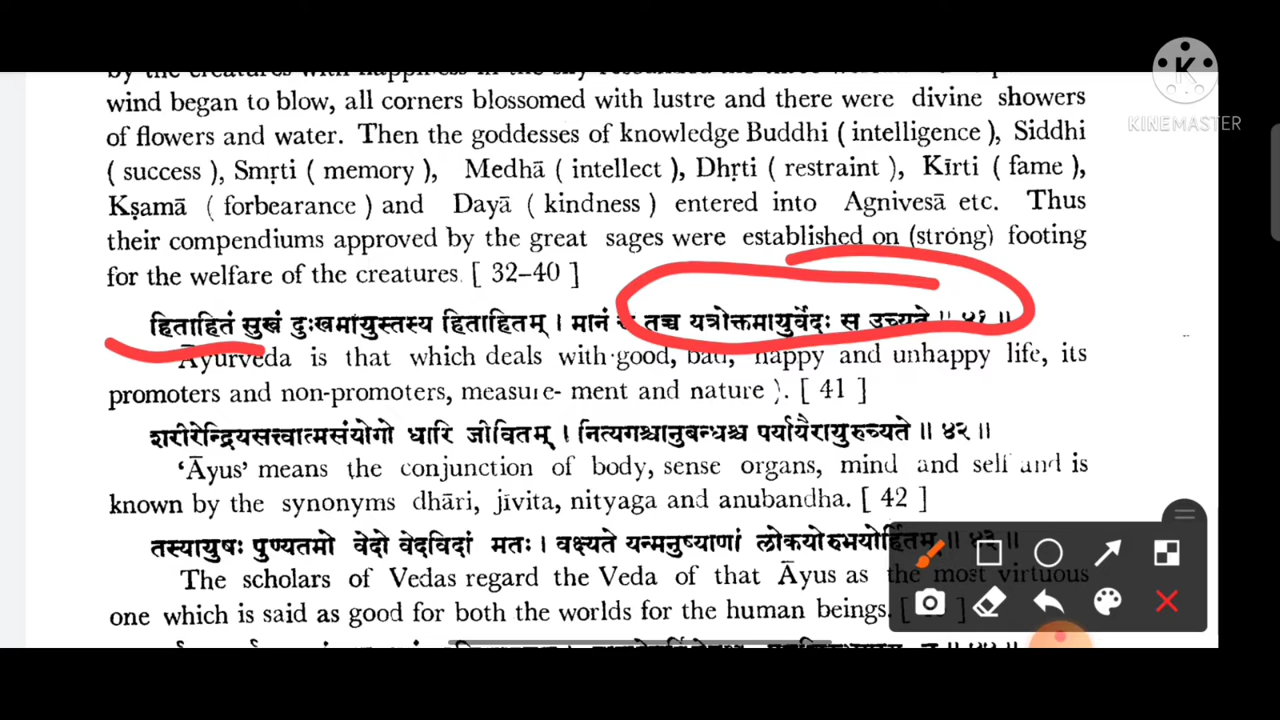 wind began to blow, all corners blossomed with lustre and there were divine showers
of flowers and water. Then the goddesses of knowledge Buddhi ( intelligence ), Siddhi
( success ), Smṛti ( memory ), Medhā ( intellect ), Dhṛti ( restraint ), Kīrti ( fame ),
Kṣamā ( forbearance ) and Dayā ( kindness ) entered into Agnivesā etc. Thus
their compendiums approved by the great sages were established on (strong) footing
for the welfare of the creatures. [ 32–40 ]
हिताहितं सुखं दुःखमायुस्तस्य हिताहितम् । मानं च तच्च यत्रोक्तमायुर्वेदः स उच्यते ॥ ४१ ॥
Āyurveda is that which deals with good, bad, happy and unhappy life, its
promoters and non-promoters, measure- ment and nature ). [ 41 ]
शरीरेन्द्रियसत्त्वात्मसंयोगो धारि जीवितम् । नित्यगश्चानुबन्धश्च पर्यायैरायुरुच्यते ॥ ४२ ॥
‘Āyus’ means the conjunction of body, sense organs, mind and self and is
known by the synonyms dhāri, jīvita, nityaga and anubandha. [ 42 ]
तस्यायुषः पुण्यतमो वेदो वेदविदां मतः । वक्ष्यते यन्मनुष्याणां लोकयोरुभयोर्हितम् ॥ ४३ ॥
The scholars of Vedas regard the Veda of that Āyus as the most virtuous
one which is said as good for both the worlds for the human beings. [
KINEMASTER